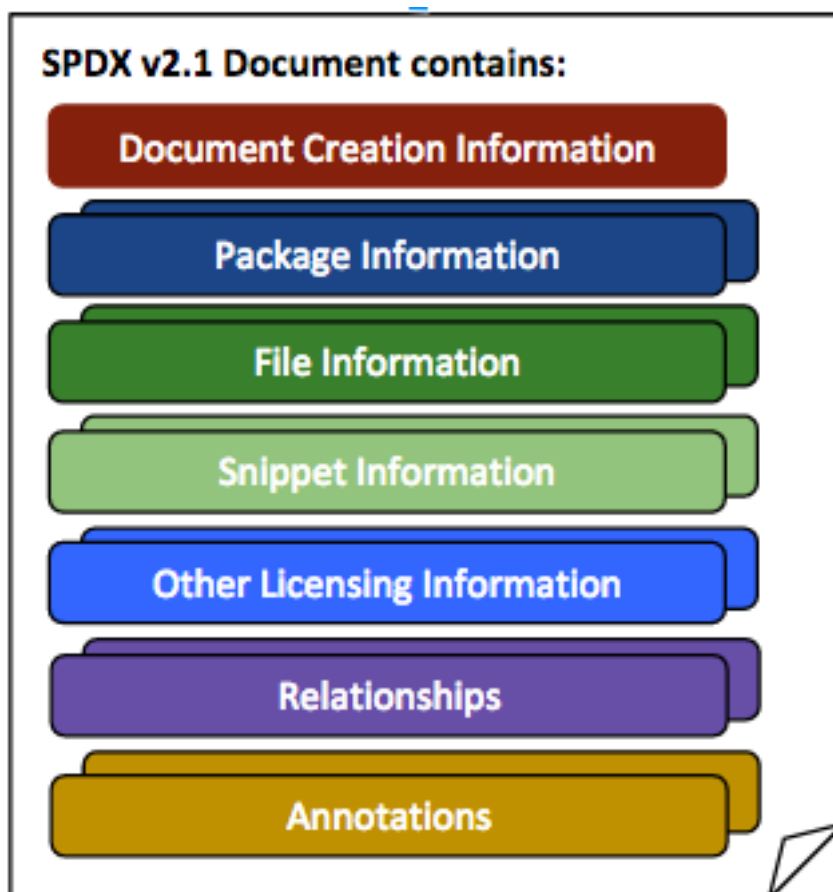 SPDX v2.1 Document contains:
Document Creation Information
Package Information
File Information
Snippet Information
Other Licensing Information
Relationships
Annotations